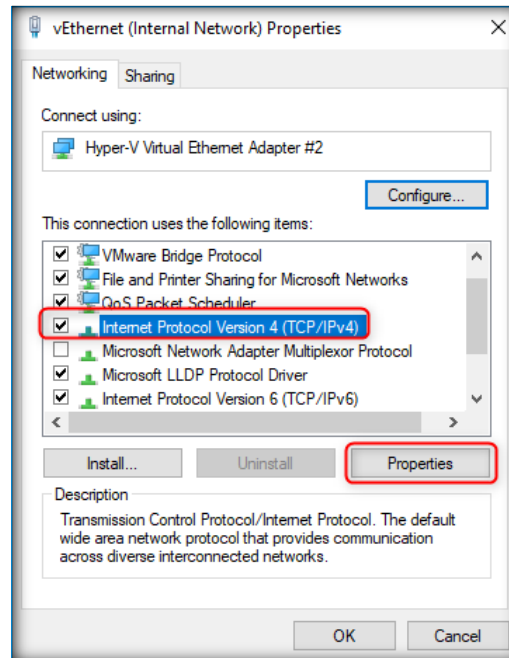 vEthernet (Internal Network) Properties
Networking Sharing
Connect using:
Hyper-V Virtual Ethernet Adapter #2
Configure...
This connection uses the following items:
VMware Bridge Protocol
File and Printer Sharing for Microsoft Networks
QoS Packet Scheduler
Internet Protocol Version 4 (TCP/IPv4)
Microsoft Network Adapter Multiplexor Protocol
Microsoft LLDP Protocol Driver
Internet Protocol Version 6 (TCP/IPv6)
Install... Uninstall Properties
Description
Transmission Control Protocol/Internet Protocol. The default
wide area network protocol that provides communication
across diverse interconnected networks.
OK Cancel